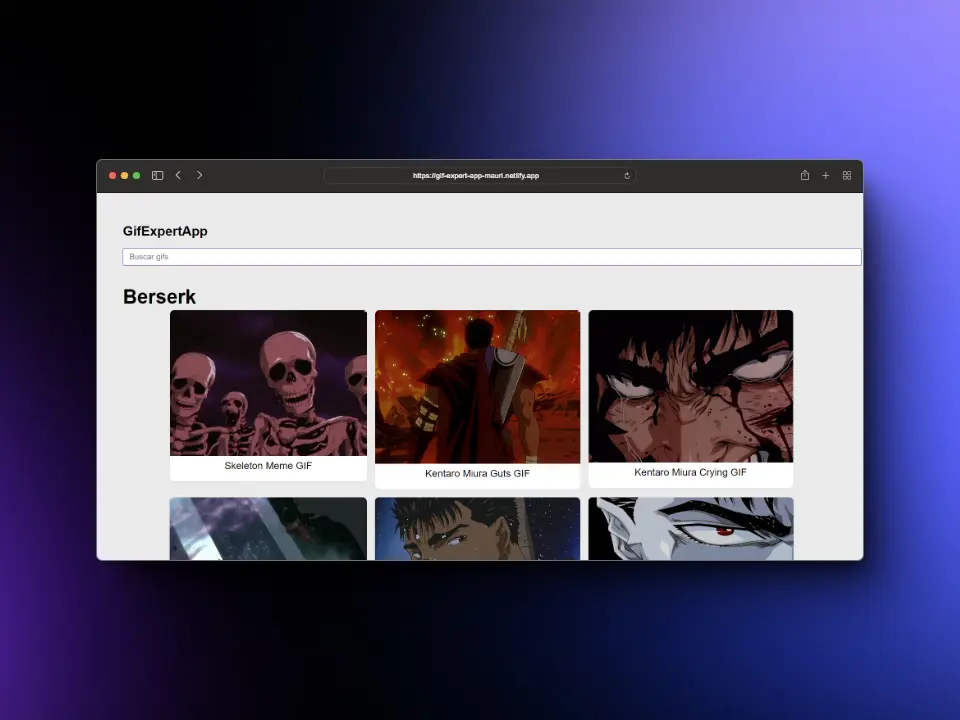 https://gif-expert-app-mauri.netlify.app
GifExpertApp
Buscar gifs
Berserk
Skeleton Meme GIF
Kentaro Miura Guts GIF
Kentaro Miura Crying GIF